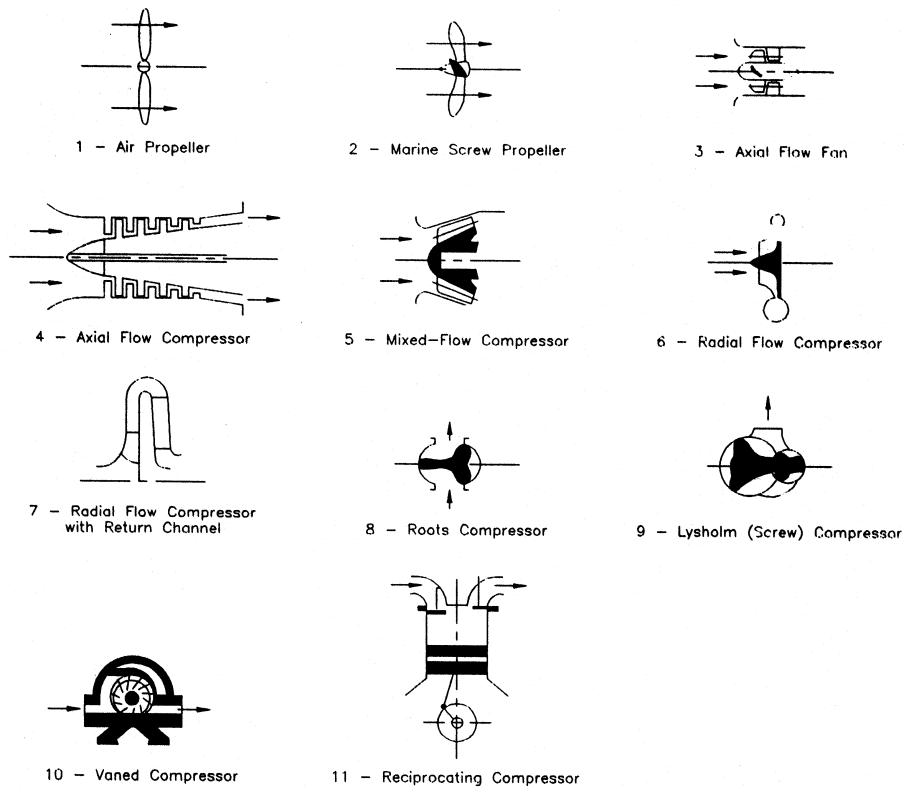 1 - Air Propeller
2 - Marine Screw Propeller
3 - Axial Flow Fan
4 - Axial Flow Compressor
5 - Mixed-Flow Compressor
6 - Radial Flow Compressor
7 - Radial Flow Compressor
with Return Channel
8 - Roots Compressor
9 - Lysholm (Screw) Compressor
10 - Vaned Compressor
11 - Reciprocating Compressor